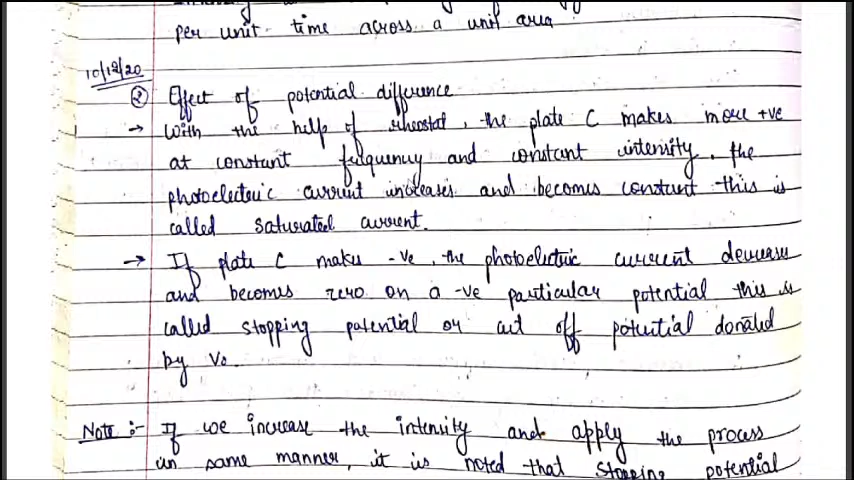 per unit time across a unit area
10/12/20
② Effect of potential difference
→ With the help of rheostat, the plate C makes more +ve
at constant frequency and constant intensity, the
photoelectric current increases and becomes constant this is
called saturated current.
→ If plate C makes -ve, the photoelectric current decrease
and becomes zero on a -ve particular potential this is
called stopping potential or cut off potential donated
by Vo.
Note :- If we increase the intensity and apply the process
in same manner, it is noted that stopping potential